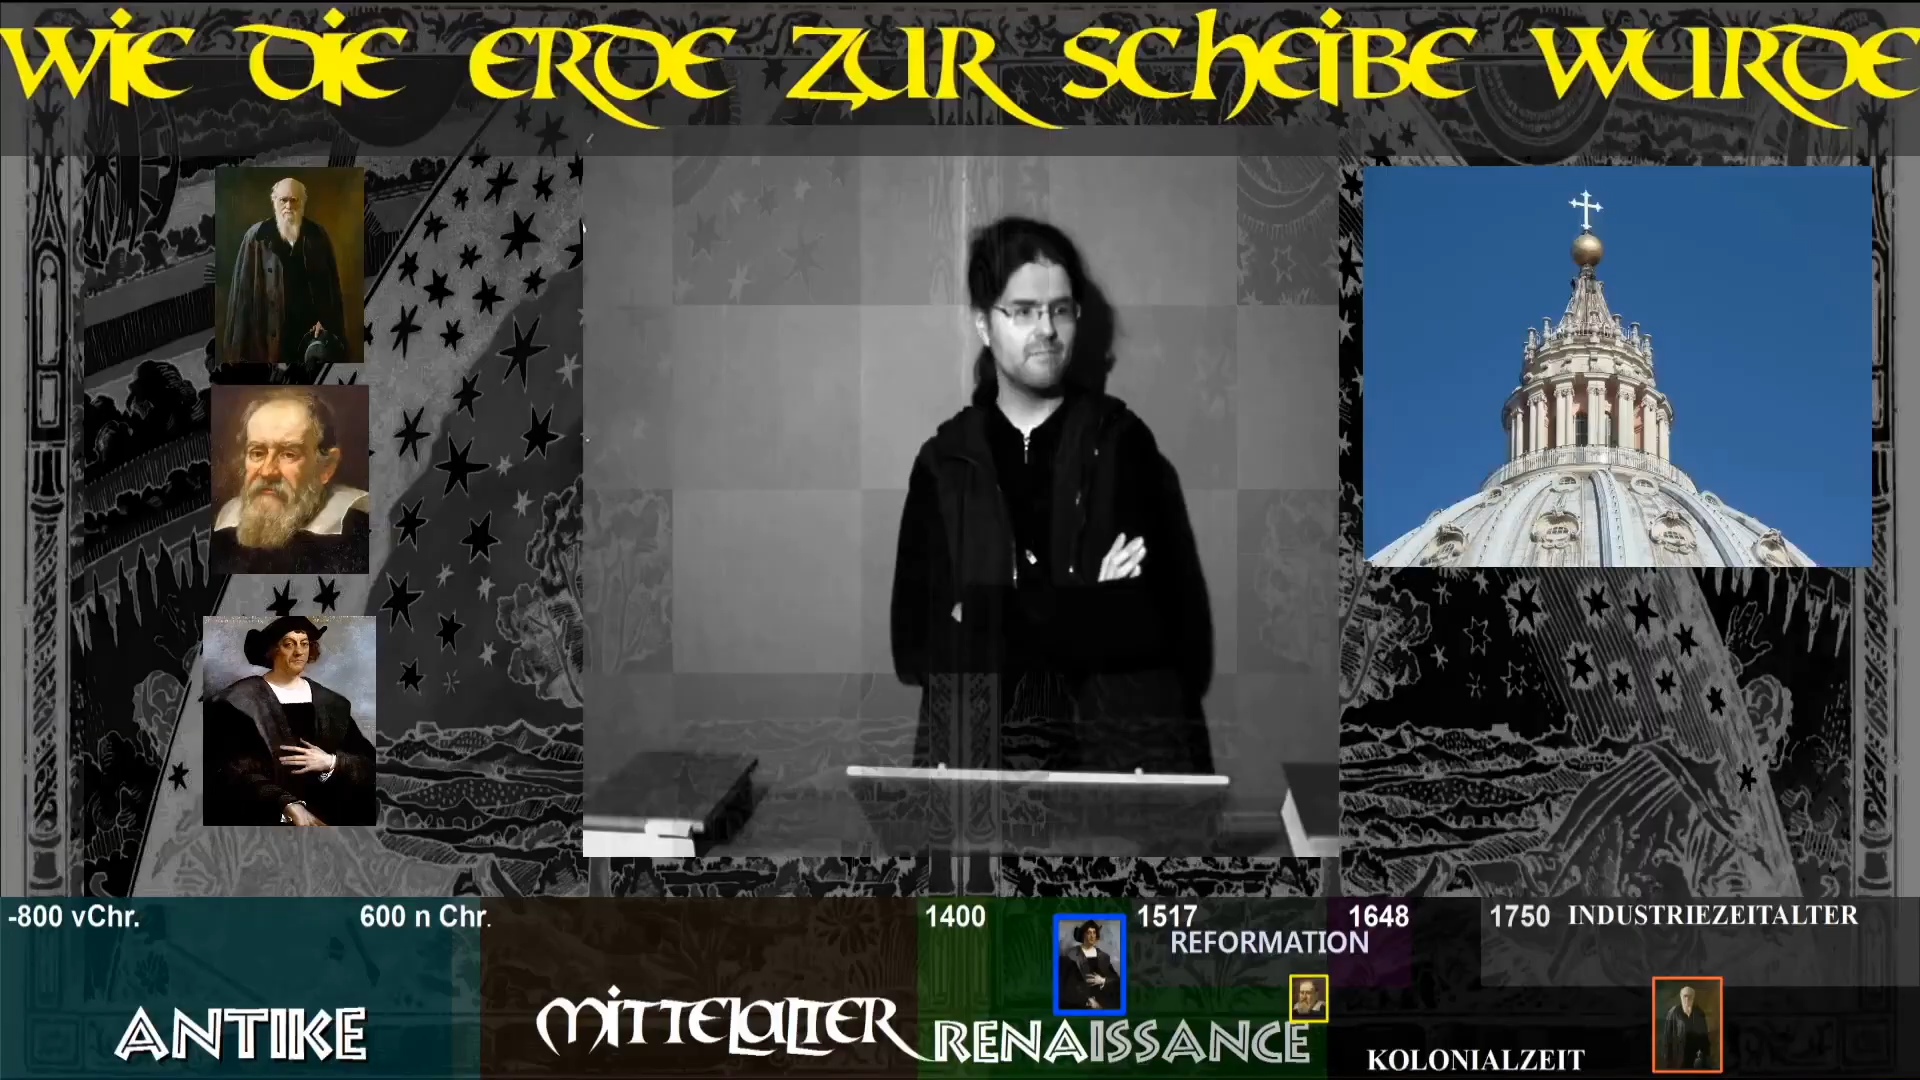 WIE DIE ERDE ZUR SCHEIBE WURDE
-800 vChr.
600 n Chr.
1400
1517
1648
1750 INDUSTRIEZEITALTER
REFORMATION
ANTIKE
MITTELALTER
RENAISSANCE
KOLONIALZEIT